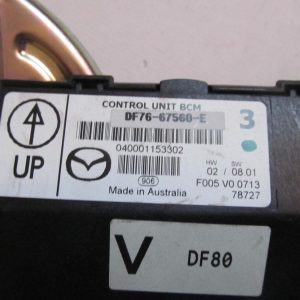 CONTROL UNIT BCM
DF76-67560-E
3
040001153302
UP
HW SW
02 / 08 01
906
F005 V0 0713
Made in Australia
78727
V
DF80